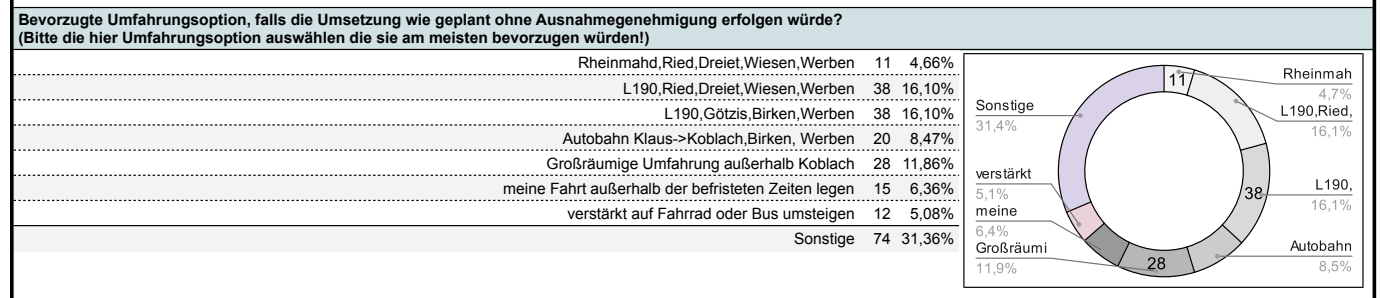 Bevorzugte Umfahrungsoption, falls die Umsetzung wie geplant ohne Ausnahmegenehmigung erfolgen würde?
(Bitte die hier Umfahrungsoption auswählen die sie am meisten bevorzugen würden!)
Rheinmahd,Ried,Dreiet,Wiesen,Werben 11 4,66%
L190,Ried,Dreiet,Wiesen,Werben 38 16,10%
L190,Götzis,Birken,Werben 38 16,10%
Autobahn Klaus->Koblach,Birken, Werben 20 8,47%
Großräumige Umfahrung außerhalb Koblach 28 11,86%
meine Fahrt außerhalb der befristeten Zeiten legen 15 6,36%
verstärkt auf Fahrrad oder Bus umsteigen 12 5,08%
Sonstige 74 31,36%
Sonstige
31,4%
verstärkt
5,1%
meine
6,4%
Großräumi
11,9%
11
38
28
Rheinmah
4,7%
L190,Ried,
16,1%
L190,
16,1%
Autobahn
8,5%